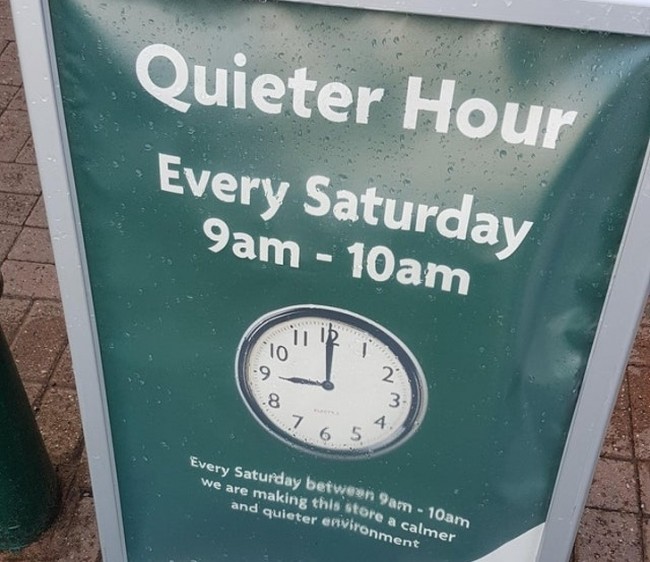 Quieter Hour
Every Saturday
9am - 10am
12
11 1
10 2
9 3
8 4
7 6 5
Every Saturday between 9am - 10am
we are making this store a calmer
and quieter environment